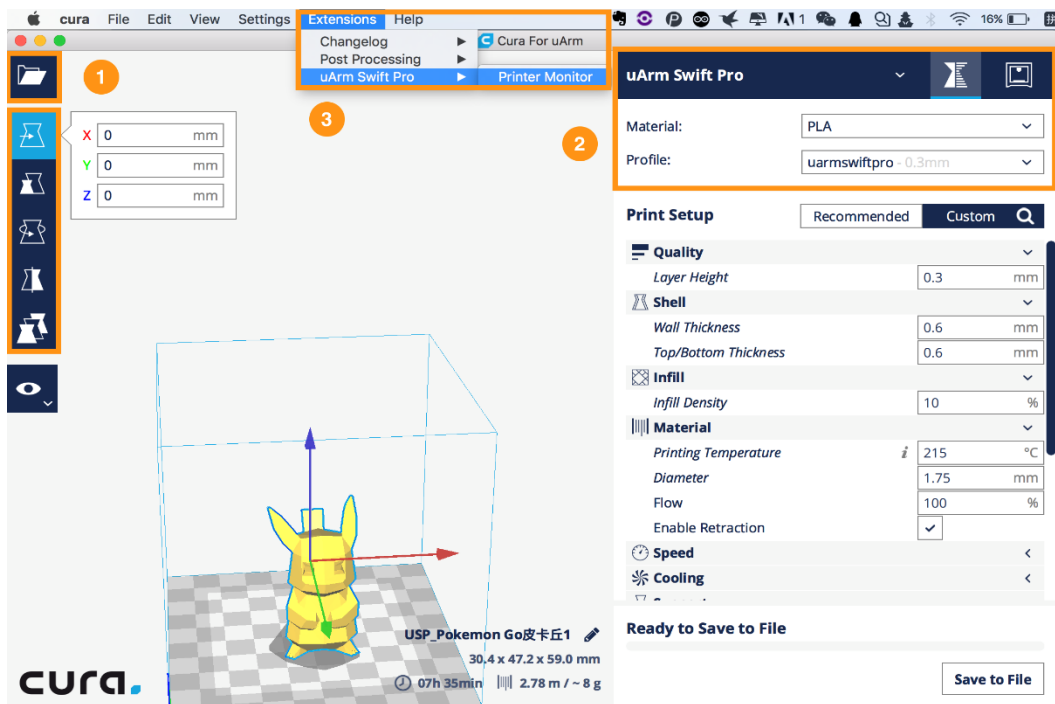 cura File Edit View Settings Extensions Help 1 16%
Changelog
Post Processing
uArm Swift Pro
Printer Monitor
Cura For uArm
1
3
2
X 0 mm
Y 0 mm
Z 0 mm
uArm Swift Pro
Material: PLA
Profile: uarmswiftpro - 0.3mm
Print Setup Recommended Custom
Quality
Layer Height 0.3 mm
Shell
Wall Thickness 0.6 mm
Top/Bottom Thickness 0.6 mm
Infill
Infill Density 10 %
Material
Printing Temperature i 215 °C
Diameter 1.75 mm
Flow 100 %
Enable Retraction
Speed
Cooling
USP_Pokemon Go皮卡丘1
30.4 x 47.2 x 59.0 mm
07h 35min 2.78 m / ~ 8 g
cura.
Ready to Save to File
Save to File